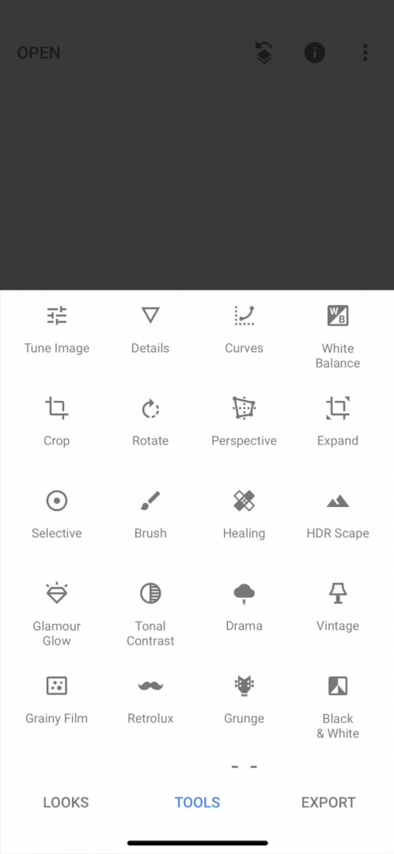 OPEN
Tune Image
Details
Curves
White
Balance
Crop
Rotate
Perspective
Expand
Selective
Brush
Healing
HDR Scape
Glamour
Glow
Tonal
Contrast
Drama
Vintage
Grainy Film
Retrolux
Grunge
Black
& White
LOOKS
TOOLS
EXPORT